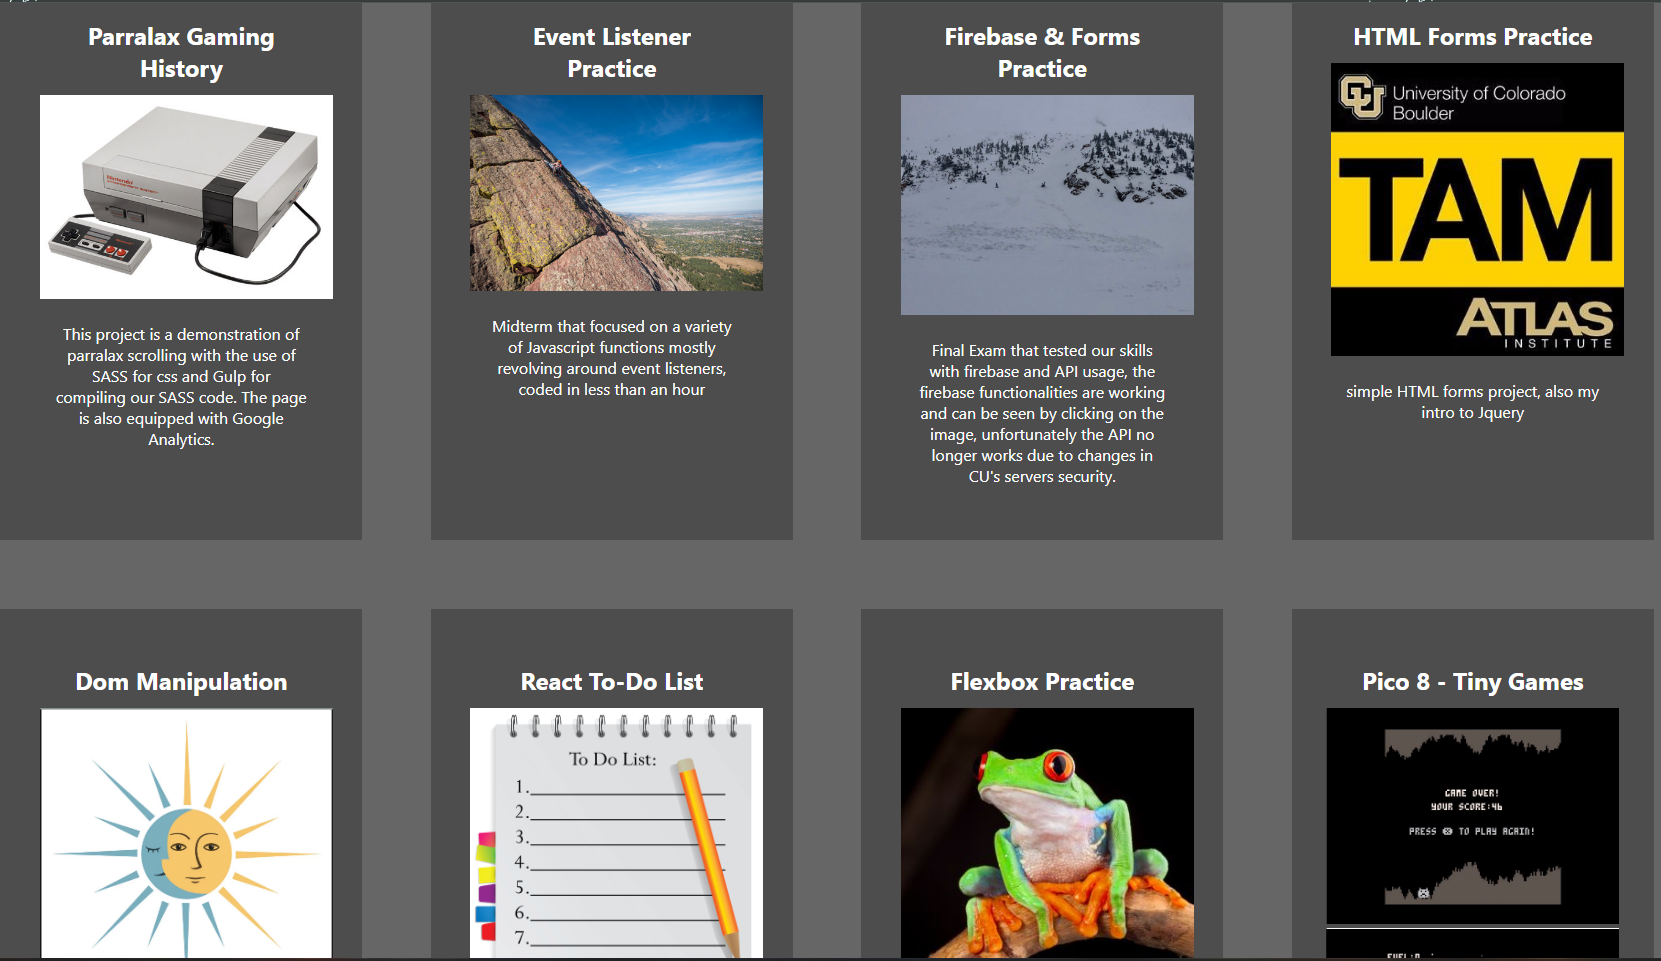 Parralax Gaming
History
Nintendo
This project is a demonstration of
parralax scrolling with the use of
SASS for css and Gulp for
compiling our SASS code. The page
is also equipped with Google
Analytics.
Event Listener
Practice
Midterm that focused on a variety
of Javascript functions mostly
revolving around event listeners,
coded in less than an hour
Firebase & Forms
Practice
Final Exam that tested our skills
with firebase and API usage, the
firebase functionalities are working
and can be seen by clicking on the
image, unfortunately the API no
longer works due to changes in
CU's servers security.
HTML Forms Practice
CU University of Colorado
Boulder
TAM
ATLAS
INSTITUTE
simple HTML forms project, also my
intro to Jquery
Dom Manipulation
React To-Do List
To Do List:
1.
2.
3.
4.
5.
6.
7.
Flexbox Practice
Pico 8 - Tiny Games
GAME OVER!
YOUR SCORE:46
PRESS ❎ TO PLAY AGAIN!